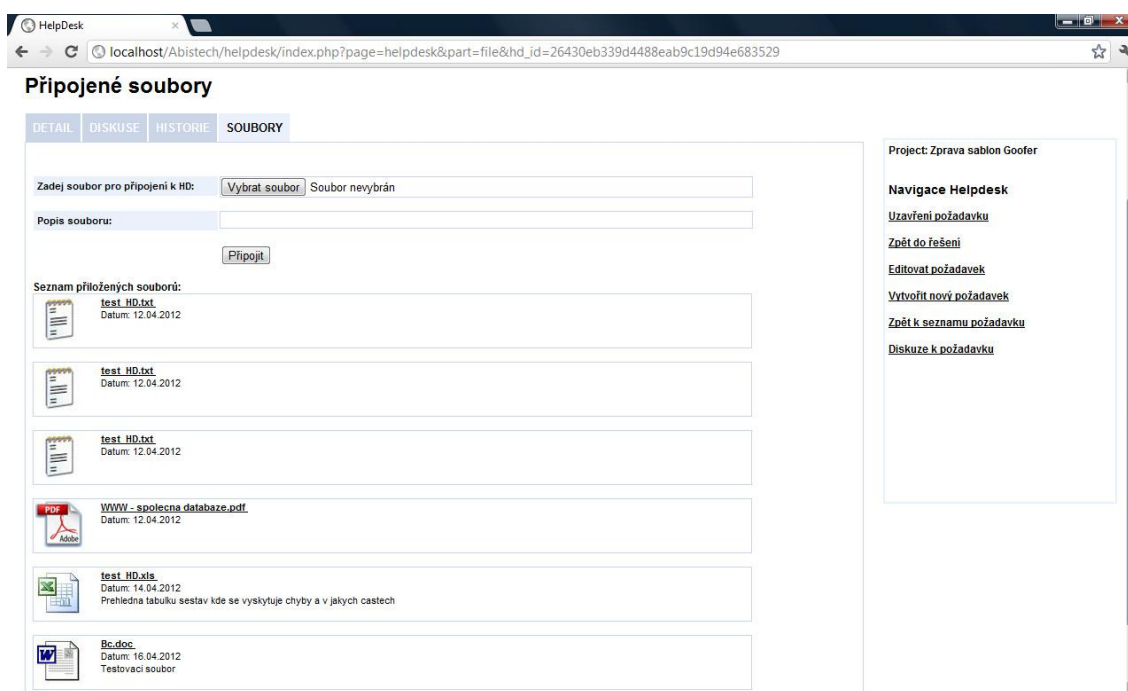 HelpDesk
localhost/Abistech/helpdesk/index.php?page=helpdesk&part=file&hd_id=26430eb339d4488eab9c19d94e683529
Připojené soubory
DETAIL DISKUSE HISTORIE SOUBORY
Zadej soubor pro připojení k HD: Vybrat soubor Soubor nevybrán
Popis souboru:
Připojit
Seznam přiložených souborů:
test_HD.txt
Datum: 12.04.2012
test_HD.txt
Datum: 12.04.2012
test_HD.txt
Datum: 12.04.2012
PDF
Adobe
WWW - spolecna databaze.pdf
Datum: 12.04.2012
test_HD.xls
Datum: 14.04.2012
Prehledna tabulku sestav kde se vyskytuje chyby a v jakych castech
Bc.doc
Datum: 16.04.2012
Testovaci soubor
Project: Zprava sablon Goofer
Navigace Helpdesk
Uzavření požadavku
Zpět do řešení
Editovat požadavek
Vytvořit nový požadavek
Zpět k seznamu požadavku
Diskuze k požadavku